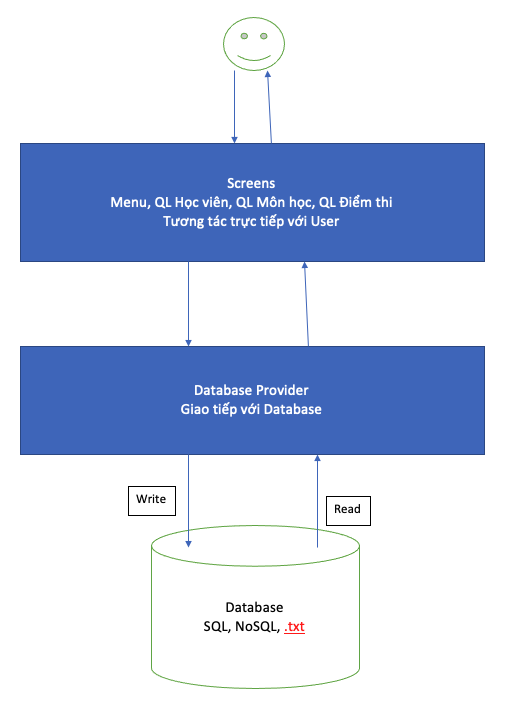 Screens
Menu, QL Học viên, QL Môn học, QL Điểm thi
Tương tác trực tiếp với User
Database Provider
Giao tiếp với Database
Write
Read
Database
SQL, NoSQL, .txt